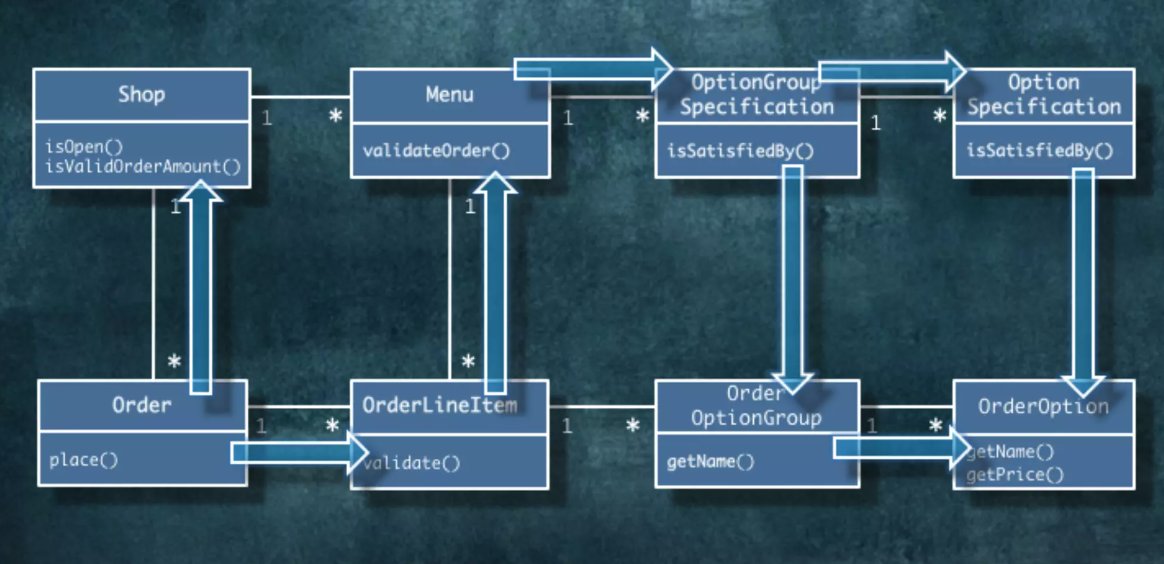 Shop
isOpen()
isValidOrderAmount()
1
*
Menu
validateOrder()
1
*
OptionGroup
Specification
isSatisfiedBy()
1
*
Option
Specification
isSatisfiedBy()
1
*
1
*
Order
place()
1
*
OrderLineItem
validate()
1
*
Order
OptionGroup
getName()
1
*
OrderOption
getName()
getPrice()